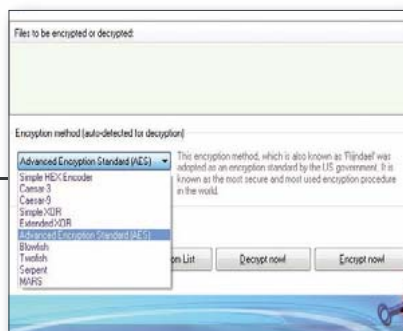 Files to be encrypted or decrypted:
Encryption method (auto-detected for decryption)
Advanced Encryption Standard (AES)
This encryption method, which is also known as 'Rijndael' was
adopted as an encryption standard by the US government. It is
known as the most secure and most used encryption procedure
in the world.
Simple HEX Encoder
Caesar-3
Caesar-9
Simple XOR
Extended XOR
Advanced Encryption Standard (AES)
Blowfish
Twofish
Serpent
MARS
om List
Decrypt now!
Encrypt now!